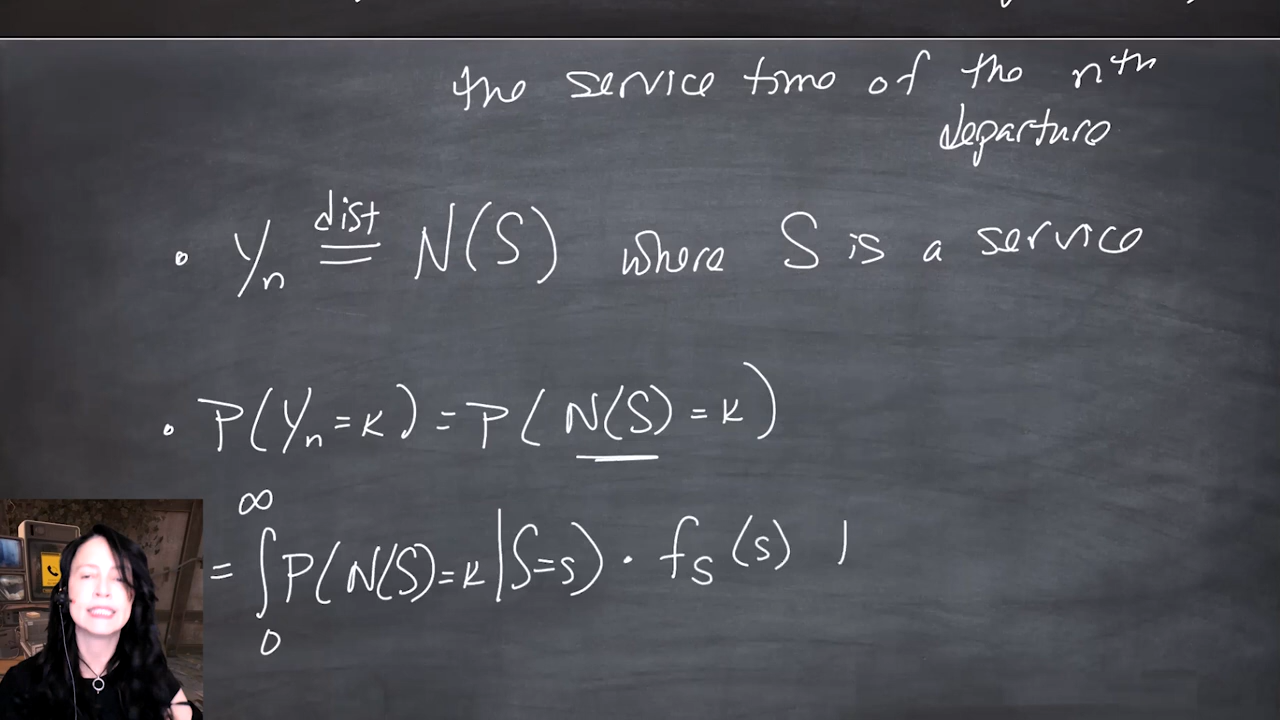 the service time of the nth
departure
• Yn dist= N(S) where S is a service
• P(Yn = k) = P( N(S) = k )
∞
= ∫ P(N(S)=k|S=s) · fS (s)
0